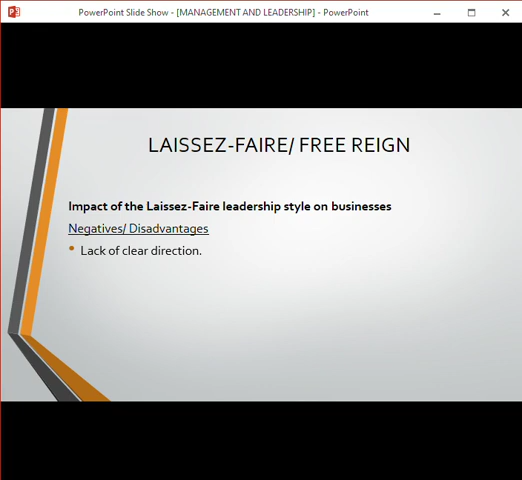 PowerPoint Slide Show - [MANAGEMENT AND LEADERSHIP] - PowerPoint
LAISSEZ-FAIRE/ FREE REIGN
Impact of the Laissez-Faire leadership style on businesses
Negatives/ Disadvantages
• Lack of clear direction.